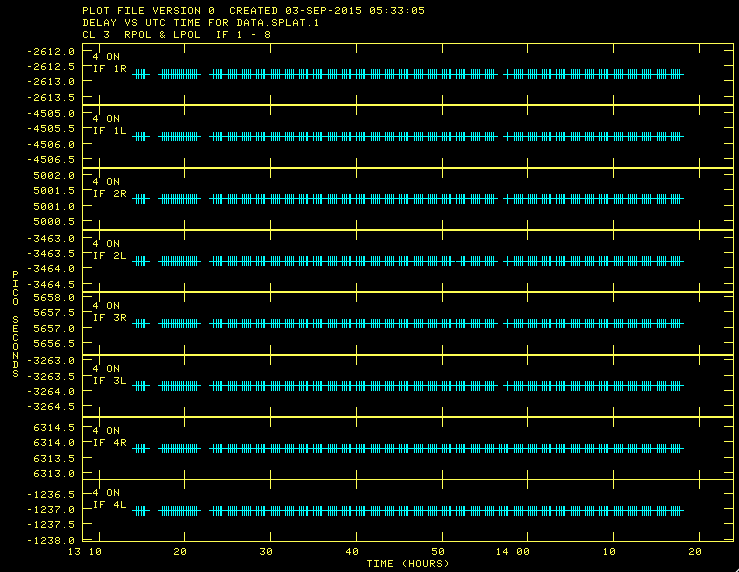 PLOT FILE VERSION 0  CREATED 03-SEP-2015 05:33:05
DELAY VS UTC TIME FOR DATA.SPLAT.1
CL 3  RPOL & LPOL  IF 1 - 8
-2612.0
4 ON
-2612.5
IF 1R
-2613.0
-2613.5
-4505.0
4 ON
-4505.5
IF 1L
-4506.0
-4506.5
5002.0
4 ON
5001.5
IF 2R
5001.0
5000.5
-3463.0
4 ON
-3463.5
IF 2L
-3464.0
-3464.5
PICO SECONDS
5658.0
4 ON
5657.5
IF 3R
5657.0
5656.5
-3263.0
4 ON
-3263.5
IF 3L
-3264.0
-3264.5
6314.5
4 ON
6314.0
IF 4R
6313.5
6313.0
-1236.5
4 ON
-1237.0
IF 4L
-1237.5
-1238.0
13 10 20 30 40 50 14 00 10 20
TIME (HOURS)